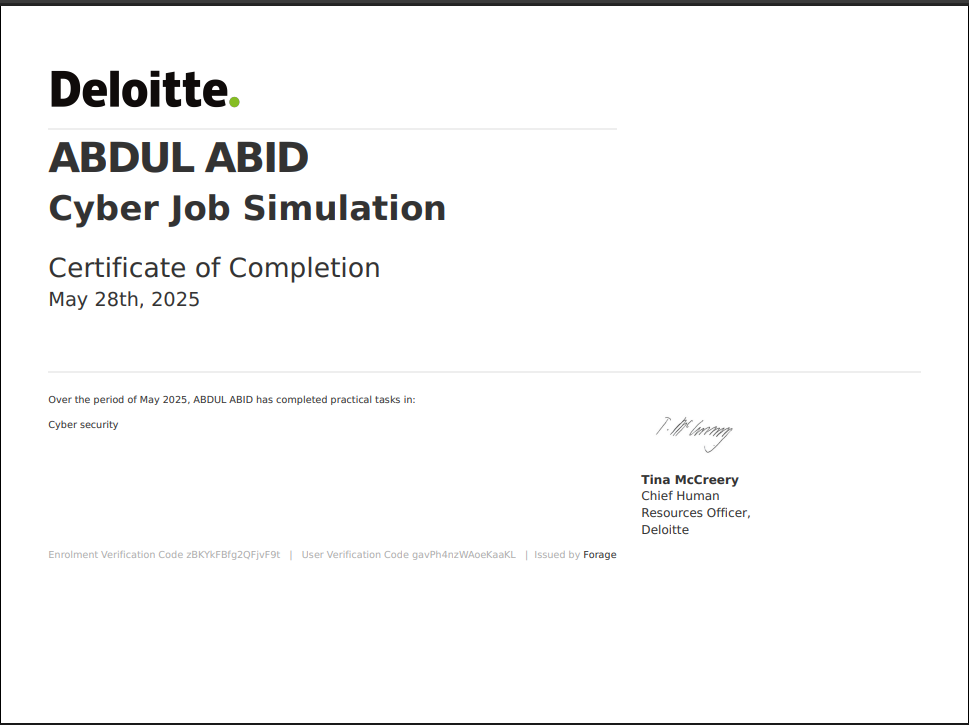 Deloitte.
ABDUL ABID
Cyber Job Simulation
Certificate of Completion
May 28th, 2025
Over the period of May 2025, ABDUL ABID has completed practical tasks in:
Cyber security
T. McCreery
Tina McCreery
Chief Human
Resources Officer,
Deloitte
Enrolment Verification Code zBKYkFBfg2QFjvF9t | User Verification Code gavPh4nzWAoeKaaKL | Issued by Forage